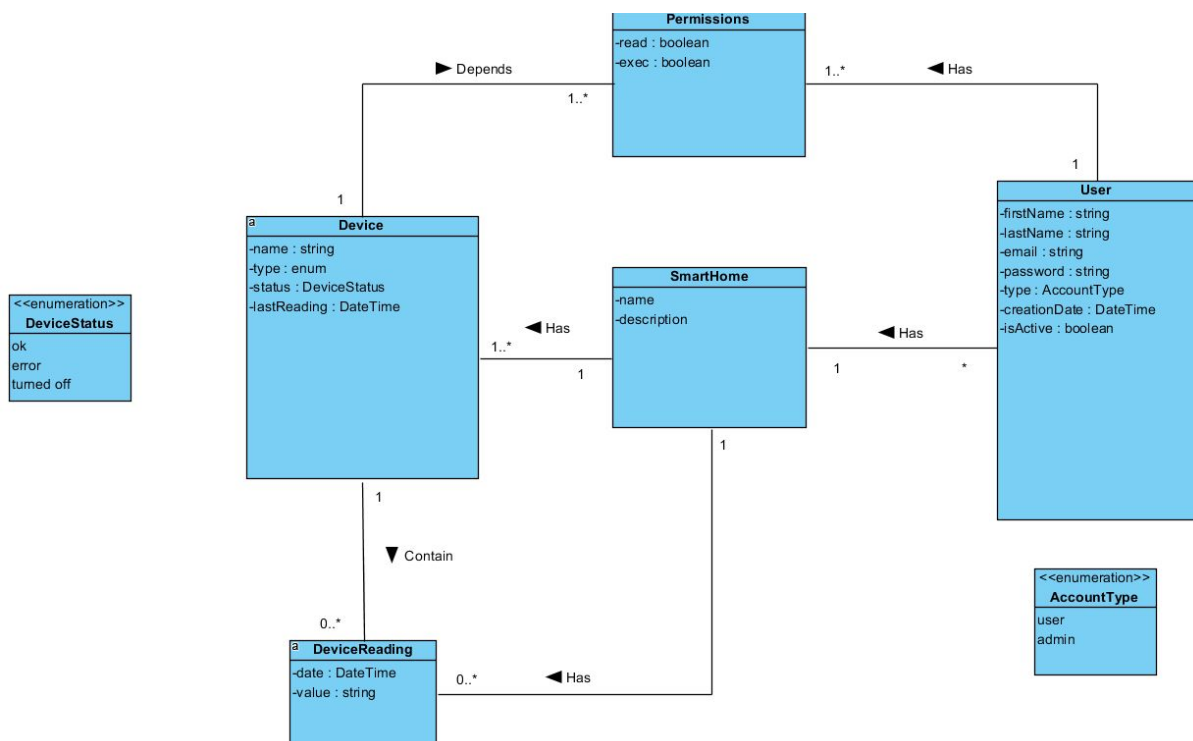 Permissions
-read : boolean
-exec : boolean
Depends
1..*
1
1..*
Has
1
a
Device
-name : string
-type : enum
-status : DeviceStatus
-lastReading : DateTime
<<enumeration>>
DeviceStatus
ok
error
turned off
Has
1..*
1
SmartHome
-name
-description
Has
1
*
User
-firstName : string
-lastName : string
-email : string
-password : string
-type : AccountType
-creationDate : DateTime
-isActive : boolean
1
Contain
0..*
1
a
DeviceReading
-date : DateTime
-value : string
0..*
Has
<<enumeration>>
AccountType
user
admin